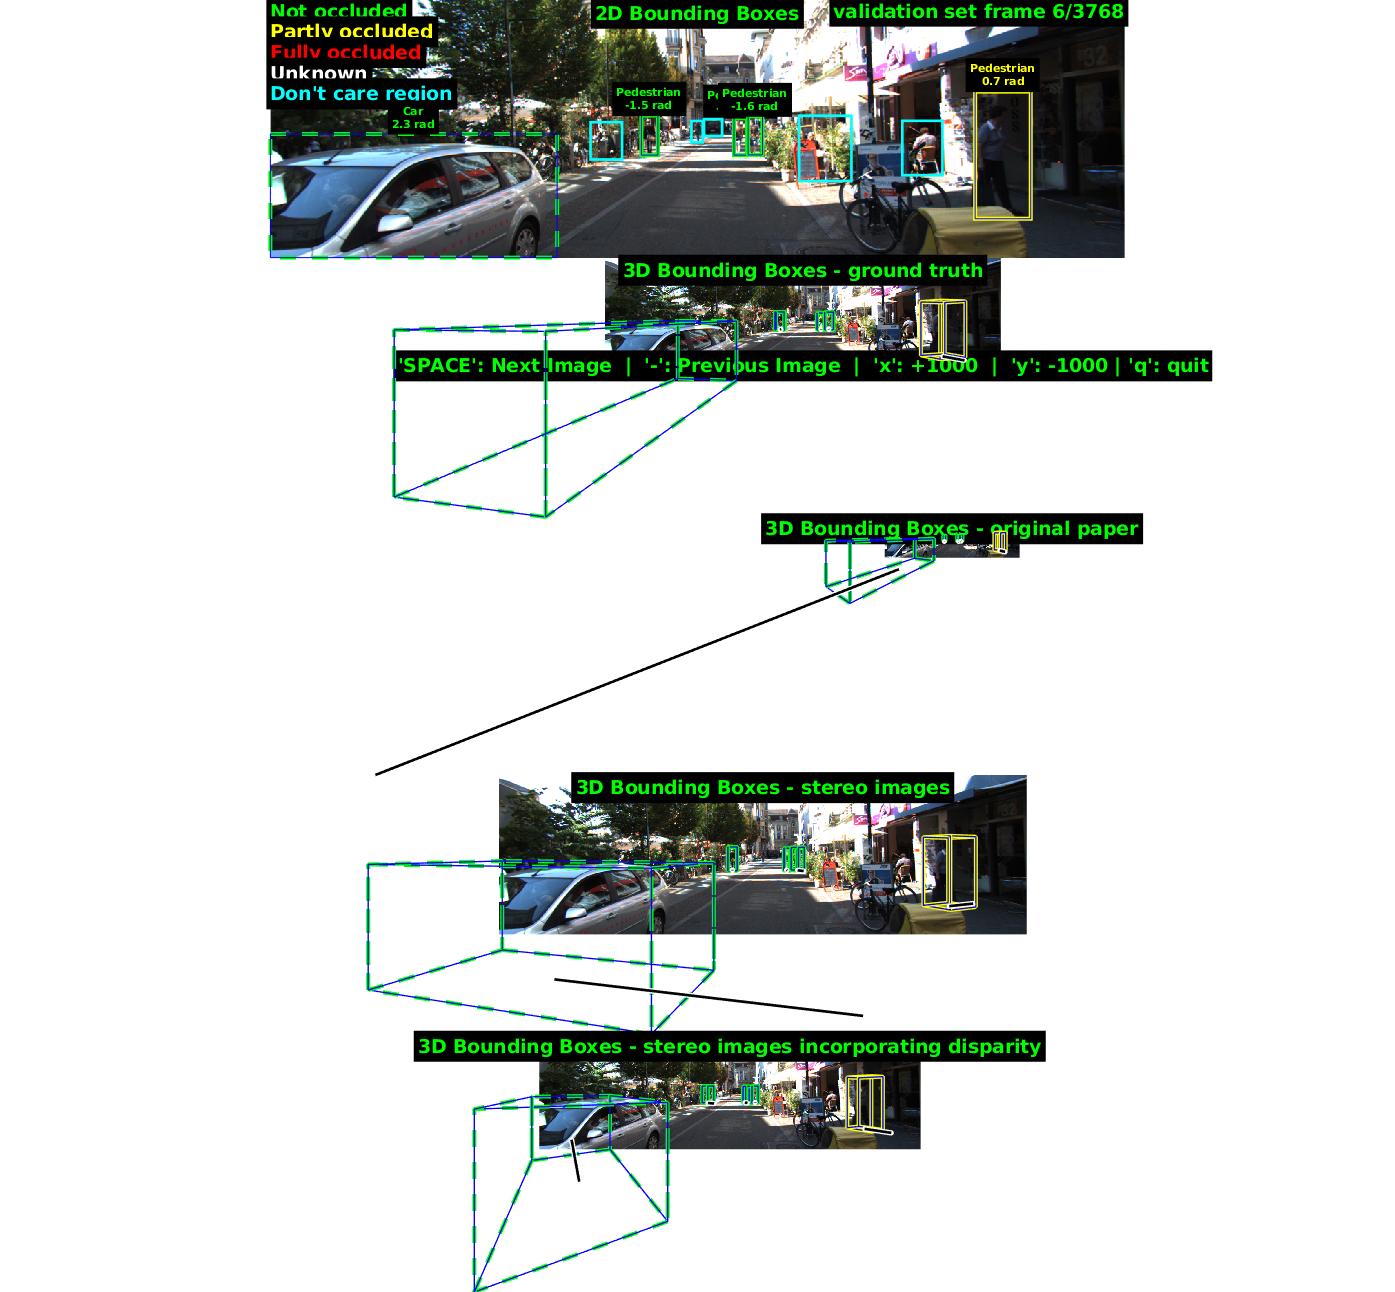 Not occluded
Partly occluded
Fully occluded
Unknown
Don't care region
2D Bounding Boxes
validation set frame 6/3768
Car
2.3 rad
Pedestrian
-1.5 rad
Pedestrian
-1.6 rad
Pedestrian
0.7 rad
32
3D Bounding Boxes - ground truth
'SPACE': Next Image | '-': Previous Image | 'x': +1000 | 'y': -1000 | 'q': quit
3D Bounding Boxes - original paper
3D Bounding Boxes - stereo images
3D Bounding Boxes - stereo images incorporating disparity